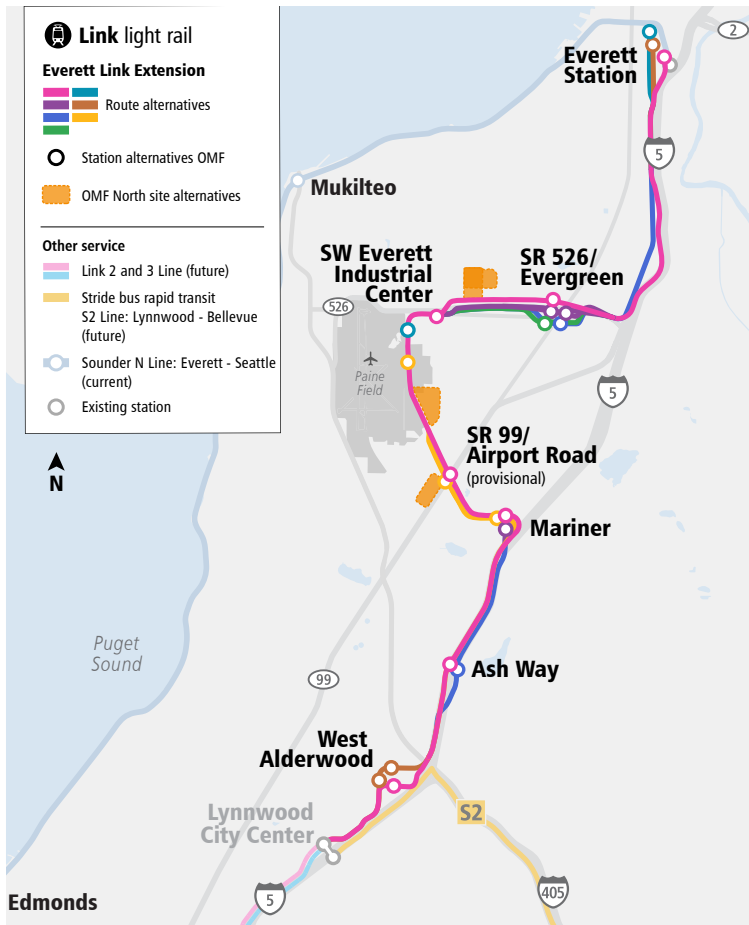 Link light rail
Everett Link Extension
Route alternatives
Station alternatives OMF
OMF North site alternatives
Other service
Link 2 and 3 Line (future)
Stride bus rapid transit
S2 Line: Lynnwood - Bellevue
(future)
Sounder N Line: Everett - Seattle
(current)
Existing station
N
2
Everett
Station
5
Mukilteo
SW Everett
Industrial
Center
SR 526/
Evergreen
526
Paine
Field
5
SR 99/
Airport Road
(provisional)
Mariner
Puget
Sound
Ash Way
99
West
Alderwood
Lynnwood
City Center
S2
Edmonds
5
405